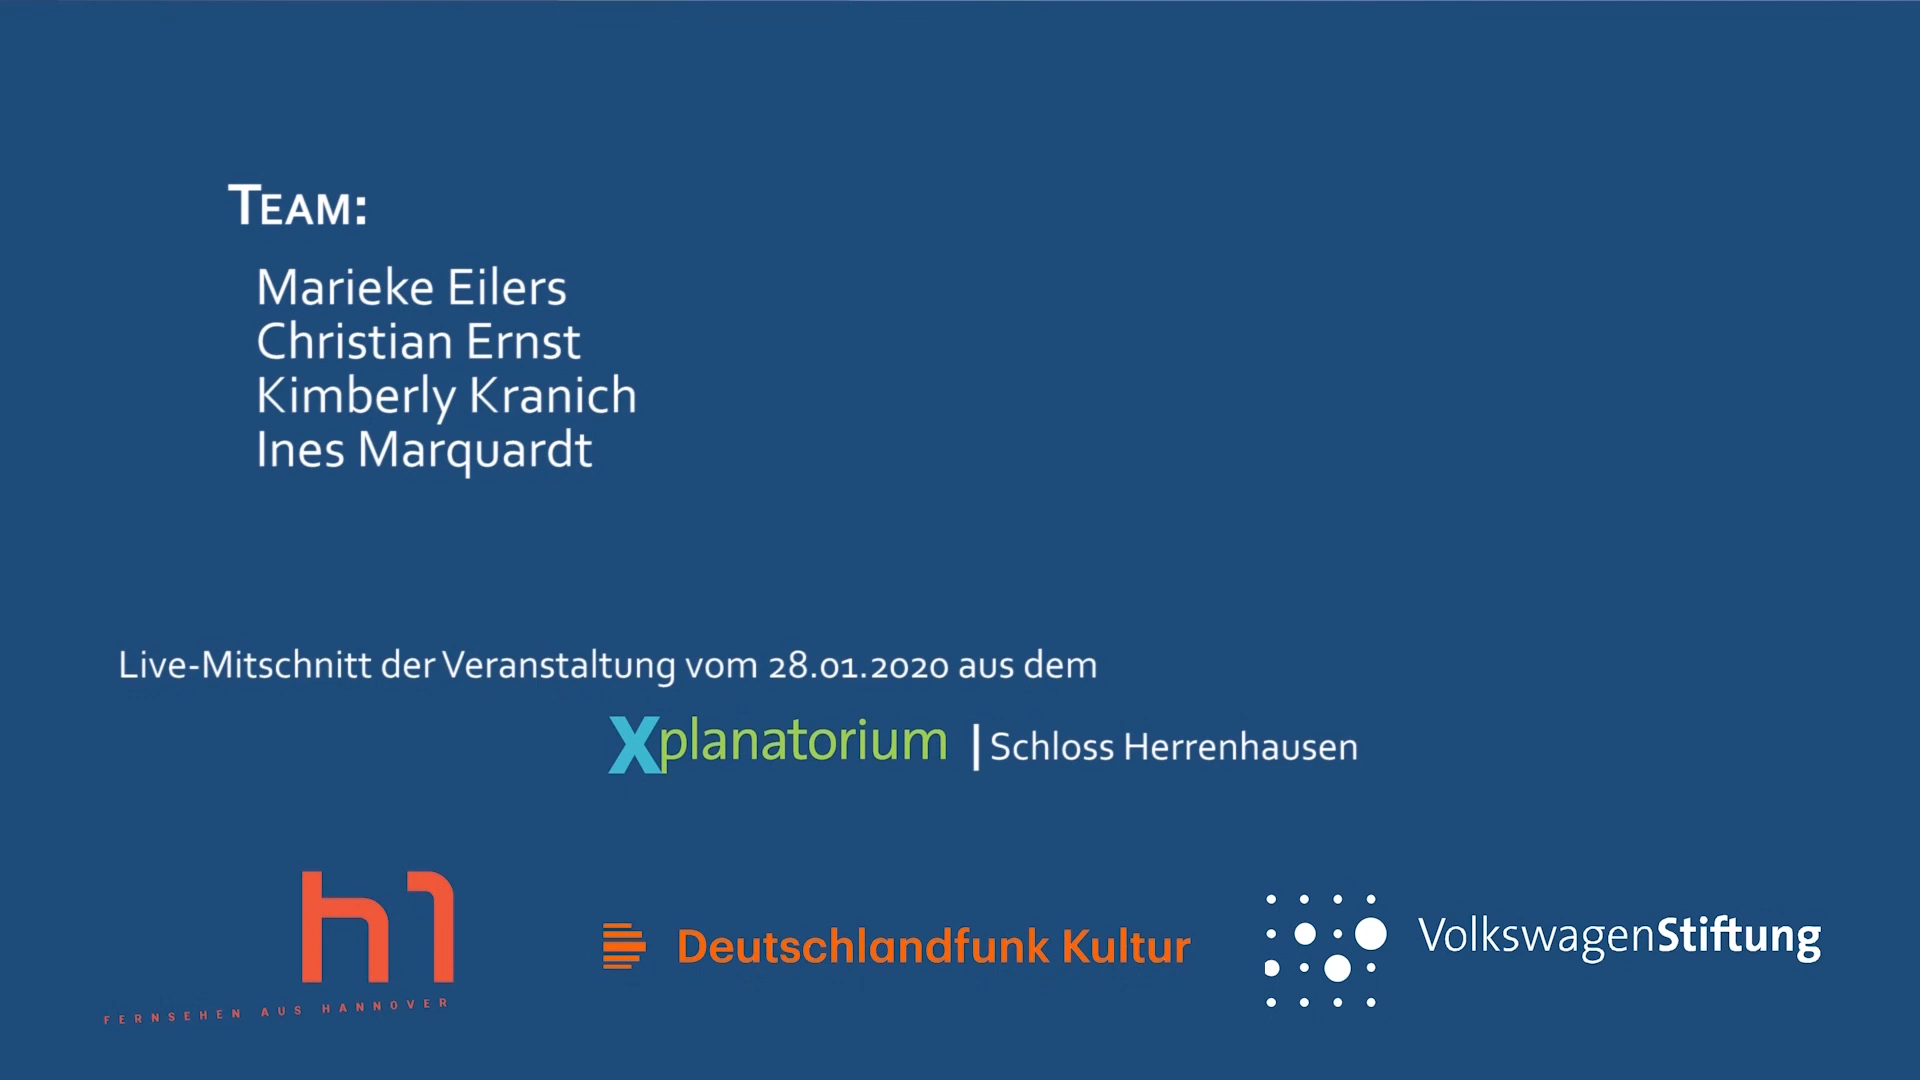 TEAM:
Marieke Eilers
Christian Ernst
Kimberly Kranich
Ines Marquardt
Live-Mitschnitt der Veranstaltung vom 28.01.2020 aus dem
Xplanatorium | Schloss Herrenhausen
h1
FERNSEHEN AUS HANNOVER
Deutschlandfunk Kultur
VolkswagenStiftung